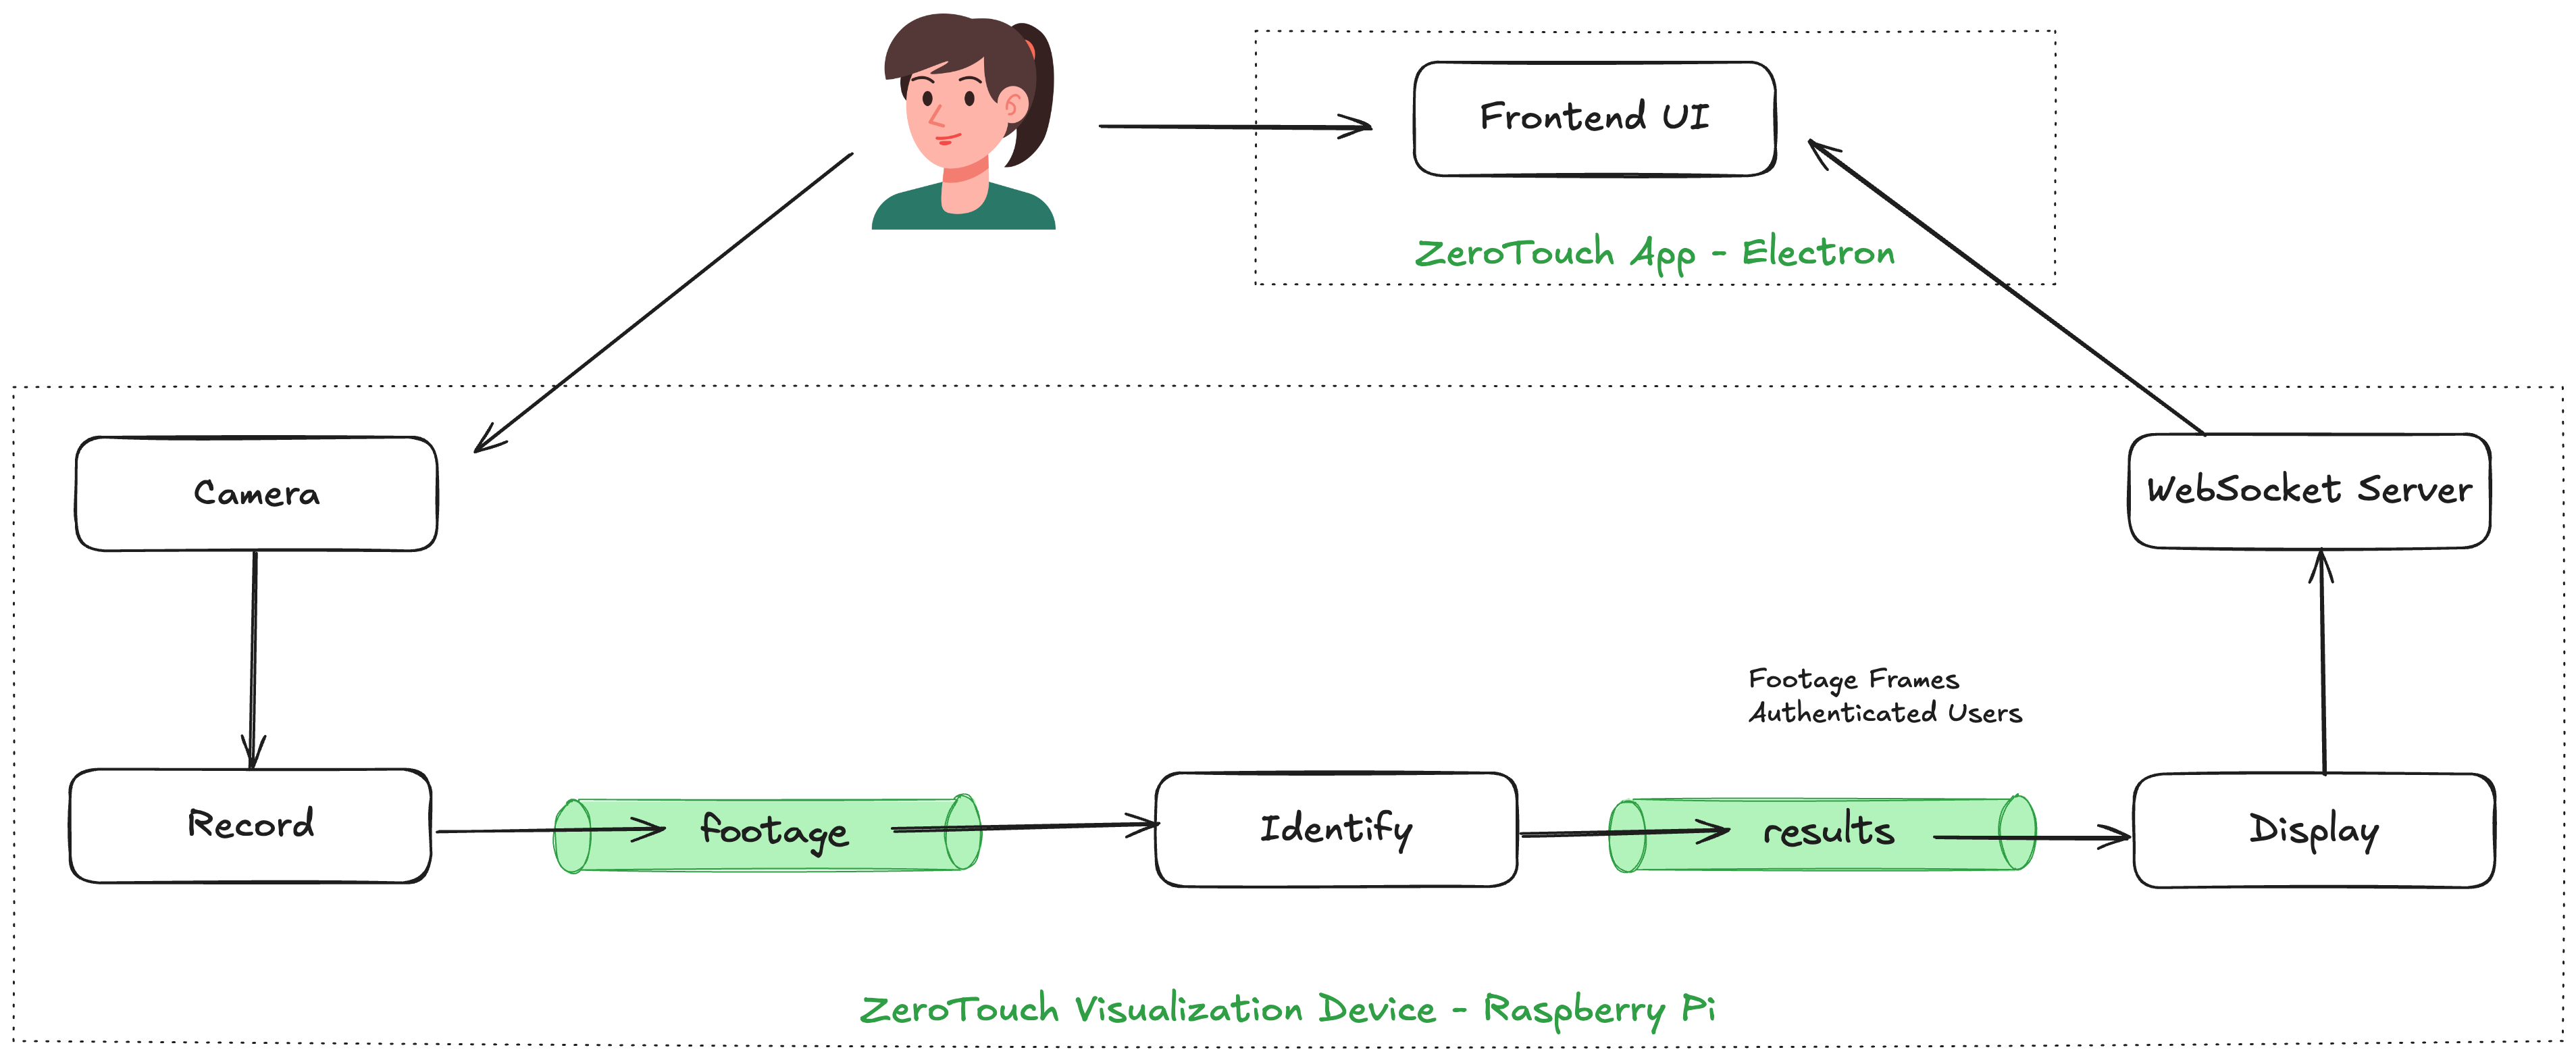 Frontend UI
ZeroTouch App - Electron
Camera
WebSocket Server
Footage Frames
Authenticated Users
Record
footage
Identify
results
Display
ZeroTouch Visualization Device - Raspberry Pi